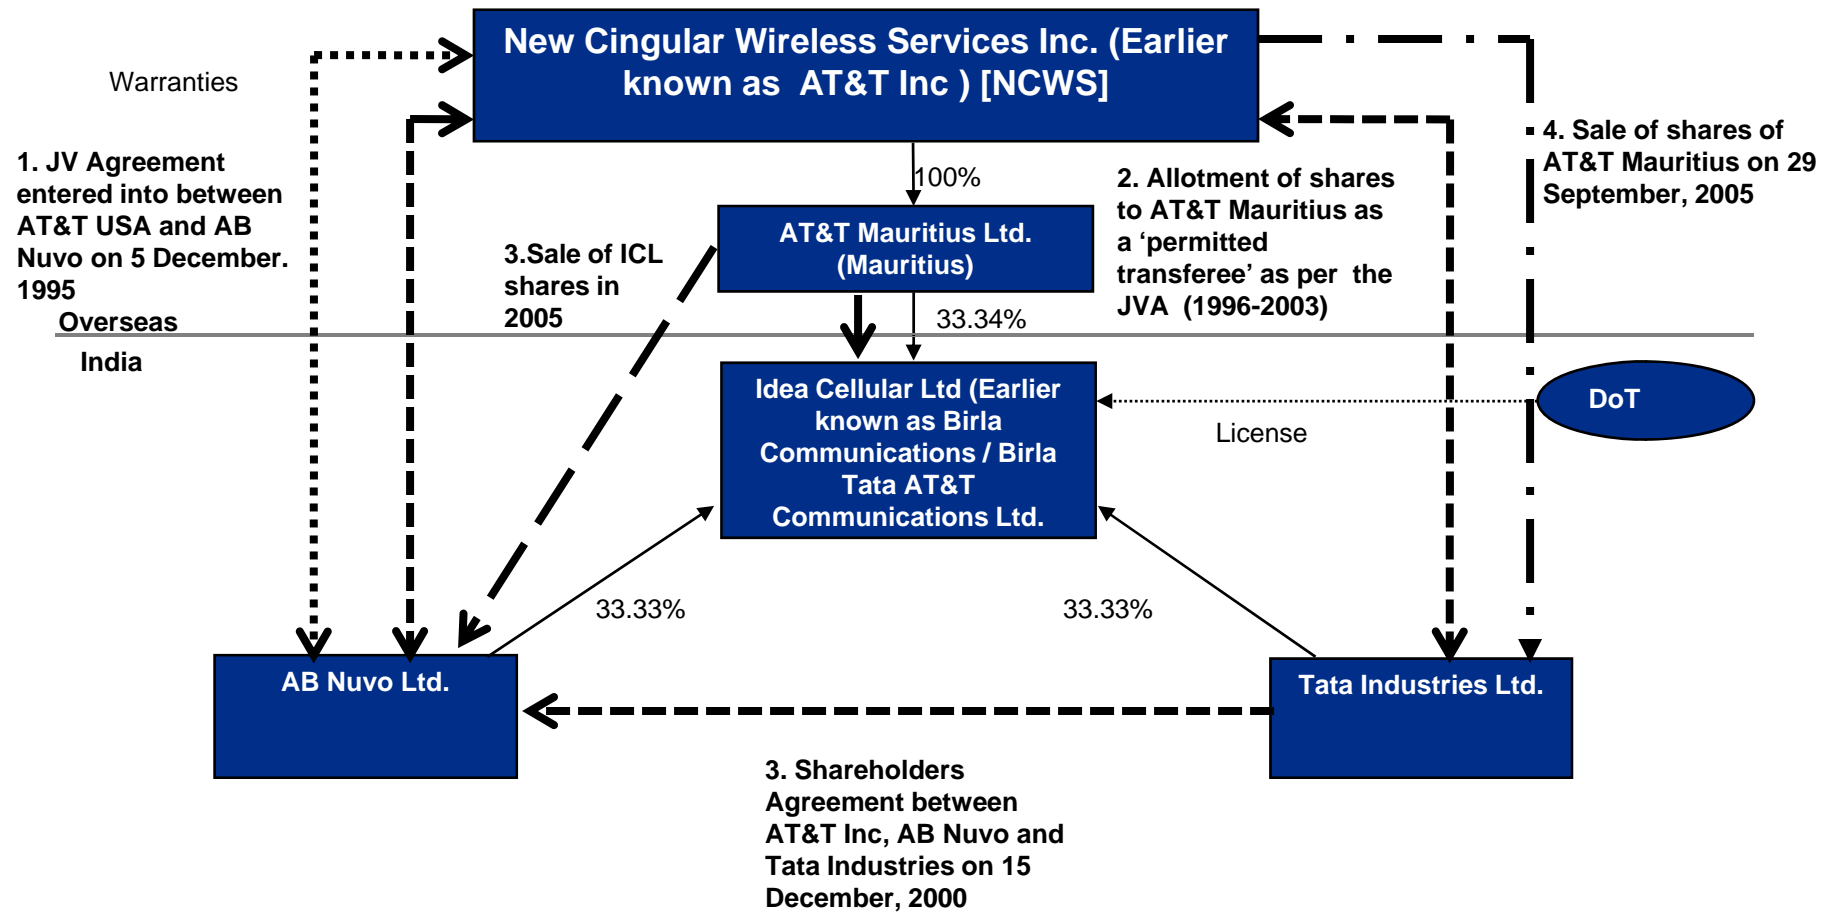 New Cingular Wireless Services Inc. (Earlier
known as AT&T Inc ) [NCWS]
Warranties
1. JV Agreement
entered into between
AT&T USA and AB
Nuvo on 5 December.
1995
Overseas
India
100%
AT&T Mauritius Ltd.
(Mauritius)
3.Sale of ICL
shares in
2005
33.34%
2. Allotment of shares
to AT&T Mauritius as
a ‘permitted
transferee’ as per the
JVA (1996-2003)
4. Sale of shares of
AT&T Mauritius on 29
September, 2005
Idea Cellular Ltd (Earlier
known as Birla
Communications / Birla
Tata AT&T
Communications Ltd.
DoT
License
33.33%
33.33%
AB Nuvo Ltd.
Tata Industries Ltd.
3. Shareholders
Agreement between
AT&T Inc, AB Nuvo and
Tata Industries on 15
December, 2000